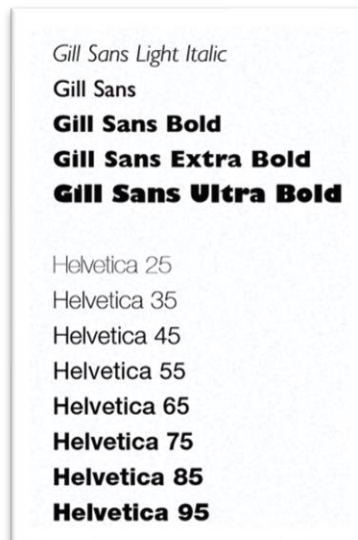 Gill Sans Light Italic
Gill Sans
Gill Sans Bold
Gill Sans Extra Bold
Gill Sans Ultra Bold
Helvetica 25
Helvetica 35
Helvetica 45
Helvetica 55
Helvetica 65
Helvetica 75
Helvetica 85
Helvetica 95